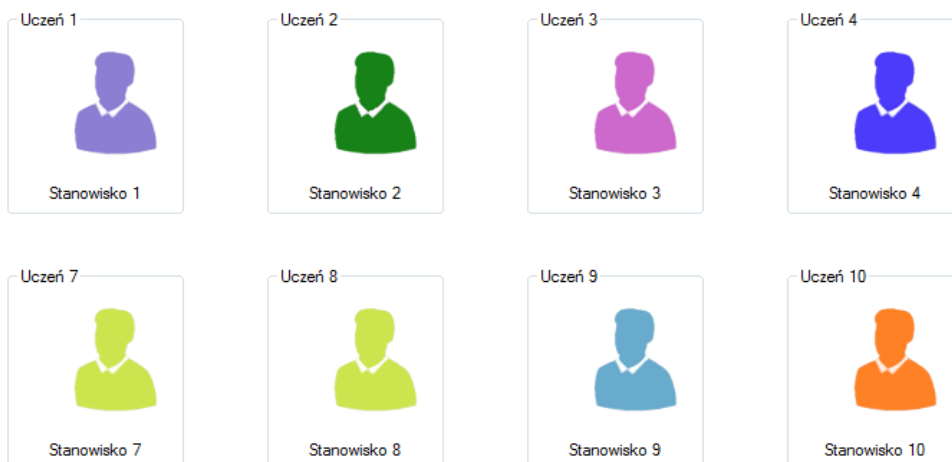 Uczeń 1
Uczeń 2
Uczeń 3
Uczeń 4
Stanowisko 1
Stanowisko 2
Stanowisko 3
Stanowisko 4
Uczeń 7
Uczeń 8
Uczeń 9
Uczeń 10
Stanowisko 7
Stanowisko 8
Stanowisko 9
Stanowisko 10